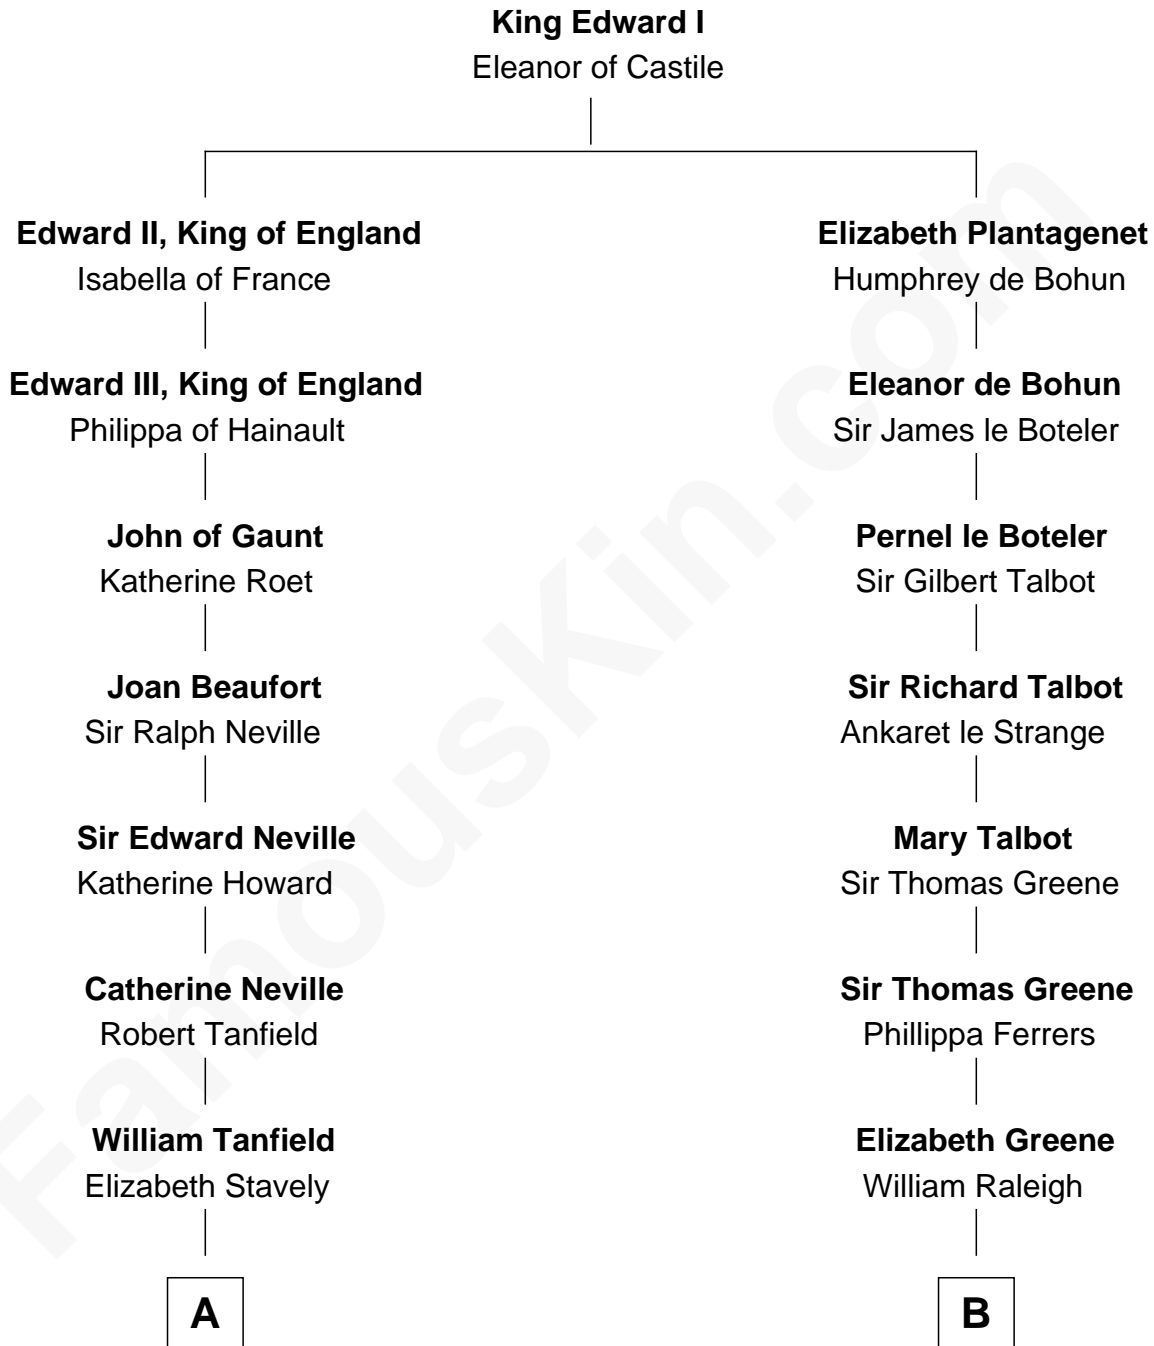 King Edward I
Eleanor of Castile
Edward II, King of England
Isabella of France
Edward III, King of England
Philippa of Hainault
John of Gaunt
Katherine Roet
Joan Beaufort
Sir Ralph Neville
Sir Edward Neville
Katherine Howard
Catherine Neville
Robert Tanfield
William Tanfield
Elizabeth Stavely
A
Elizabeth Plantagenet
Humphrey de Bohun
Eleanor de Bohun
Sir James le Boteler
Pernel le Boteler
Sir Gilbert Talbot
Sir Richard Talbot
Ankaret le Strange
Mary Talbot
Sir Thomas Greene
Sir Thomas Greene
Phillippa Ferrers
Elizabeth Greene
William Raleigh
B
FamousKin.com